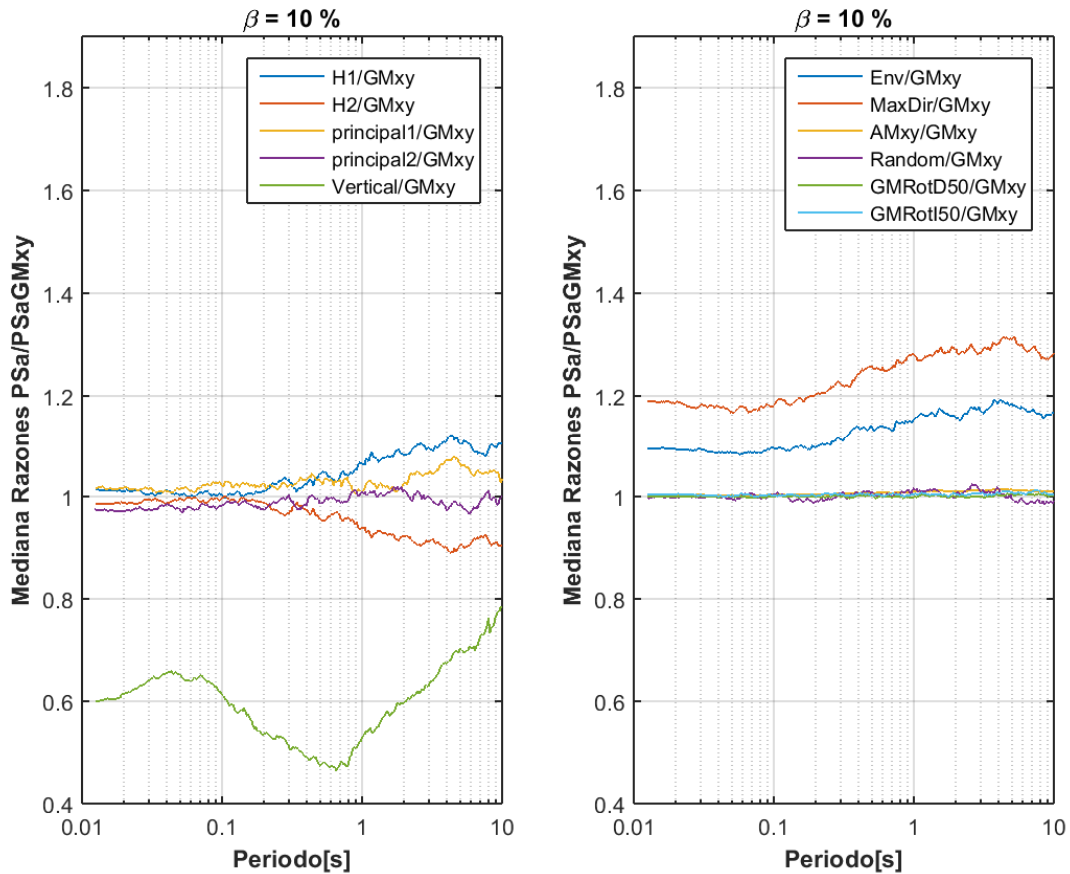 β = 10 %
H1/GMxy
H2/GMxy
principal1/GMxy
principal2/GMxy
Vertical/GMxy
Mediana Razones PSa/PSaGMxy
1.8
1.6
1.4
1.2
1
0.8
0.6
0.4
0.01
0.1
1
10
Periodo[s]
β = 10 %
Env/GMxy
MaxDir/GMxy
AMxy/GMxy
Random/GMxy
GMRotD50/GMxy
GMRotI50/GMxy
Mediana Razones PSa/PSaGMxy
1.8
1.6
1.4
1.2
1
0.8
0.6
0.4
0.01
0.1
1
10
Periodo[s]